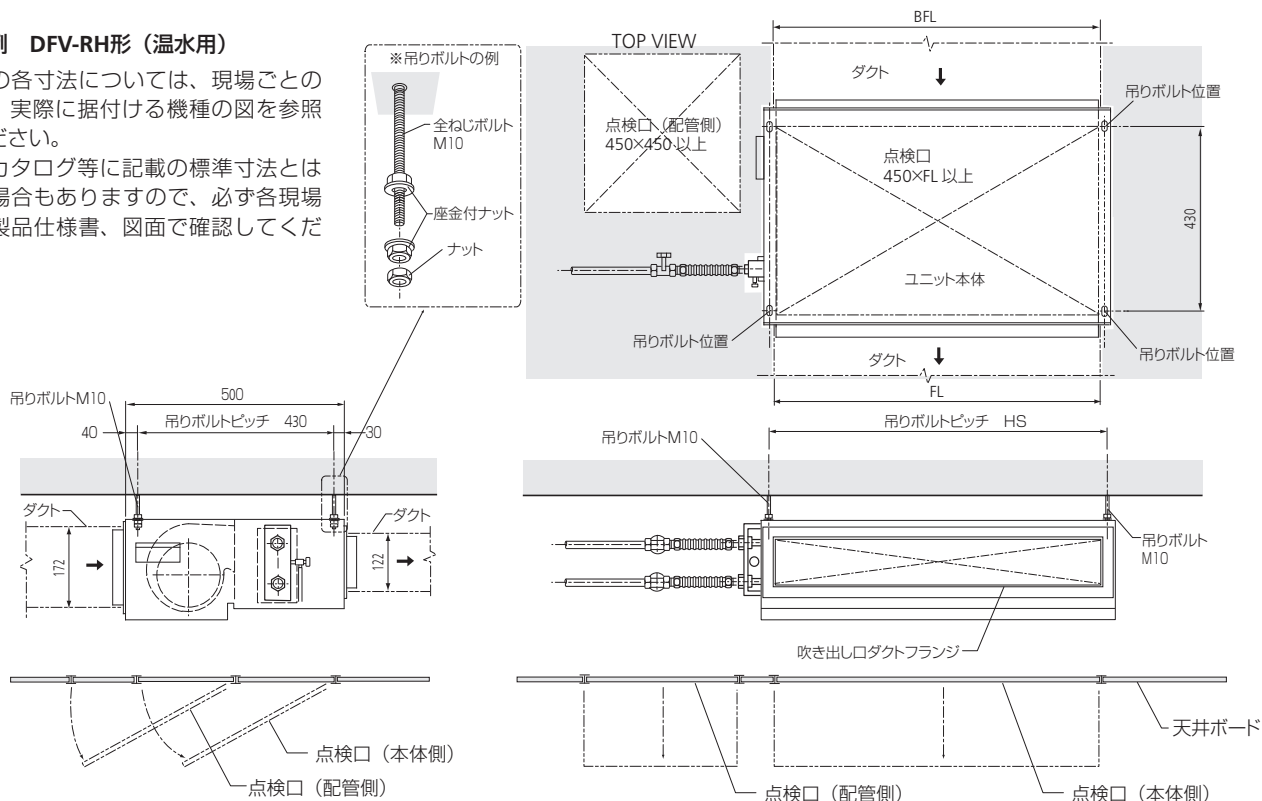 例 DFV-RH形（温水用）
の各寸法については、現場ごとの
実際に据付ける機種の図を参照
ださい。
カタログ等に記載の標準寸法とは
場合もありますので、必ず各現場
製品仕様書、図面で確認してくだ
※吊りボルトの例
全ねじボルト
M10
座金付ナット
ナット
TOP VIEW
BFL
ダクト
吊りボルト位置
点検口（配管側）
450×450 以上
点検口
450×FL 以上
430
ユニット本体
吊りボルト位置
吊りボルト位置
ダクト
FL
吊りボルトM10
500
吊りボルトピッチ 430
40
30
ダクト
ダクト
172
122
点検口（本体側）
点検口（配管側）
吊りボルトピッチ HS
吊りボルトM10
吊りボルト
M10
吹き出し口ダクトフランジ
天井ボード
点検口（配管側）
点検口（本体側）